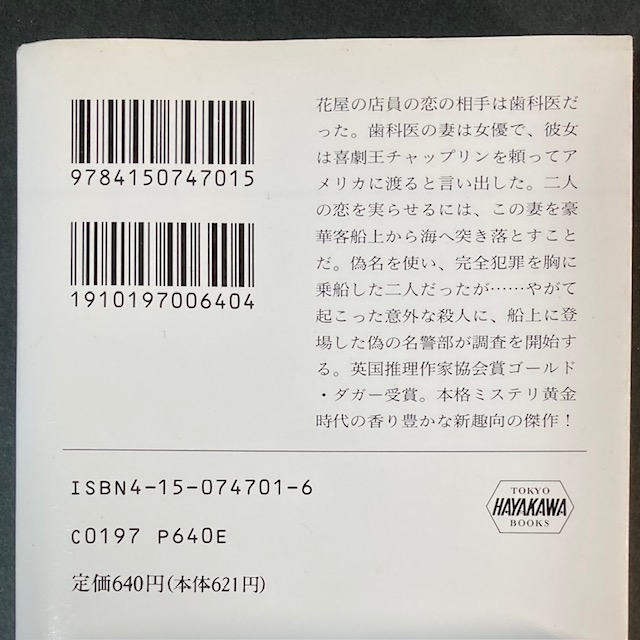 9784150747015
1910197006404
花屋の店員の恋の相手は歯科医だ
った。歯科医の妻は女優で、彼女
は喜劇王チャップリンを頼ってア
メリカに渡ると言い出した。二人
の恋を実らせるには、この妻を豪
華客船上から海へ突き落とすこと
だ。偽名を使い、完全犯罪を胸に
乗船した二人だったが……やがて
起こった意外な殺人に、船上に登
場した偽の名警部が調査を開始す
る。英国推理作家協会賞ゴールド
・ダガー受賞。本格ミステリ黄金
時代の香り豊かな新趣向の傑作！
ISBN4-15-074701-6
C0197 P640E
定価640円(本体621円)
TOKYO
HAYAKAWA
BOOKS